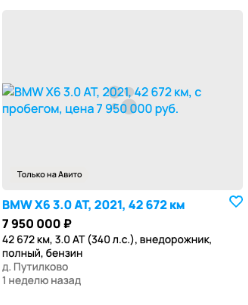 BMW X6 3.0 AT, 2021, 42 672 км, с
пробегом, цена 7 950 000 руб.
Только на Авито
BMW X6 3.0 AT, 2021, 42 672 км
7 950 000 ₽
42 672 км, 3.0 AT (340 л.с.), внедорожник,
полный, бензин
д. Путилково
1 неделю назад